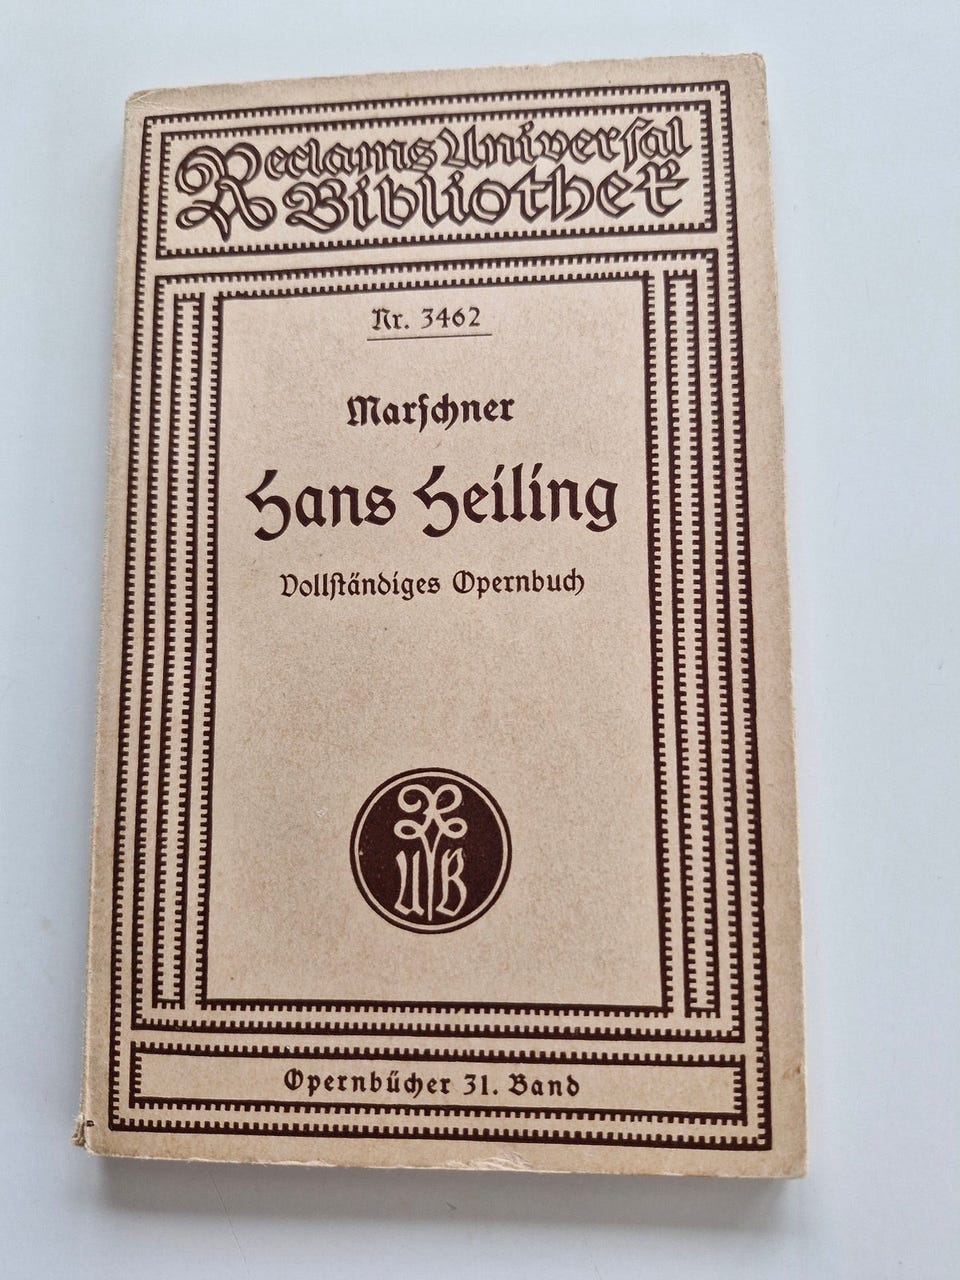 Reclams Universal
Bibliothek
Nr. 3462
Marschner
Hans Heiling
Vollständiges Opernbuch
R
UB
Opernbücher 31. Band